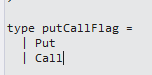 type putCallFlag =
| Put
| Call